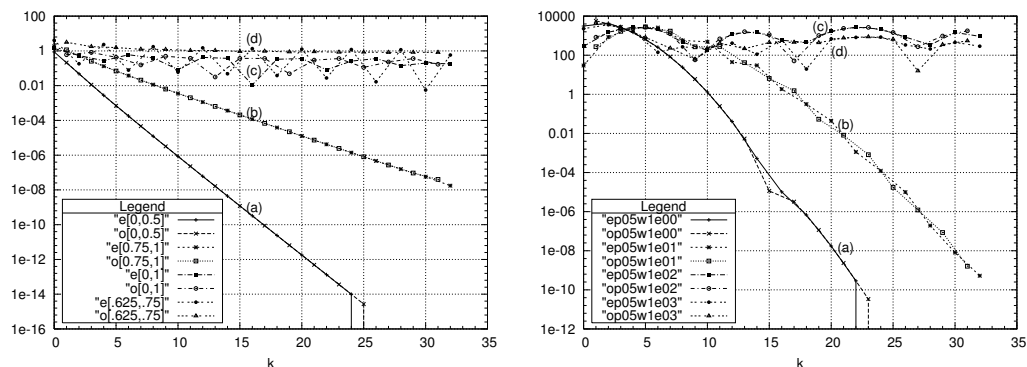 100
1
0.01
1e-04
1e-06
1e-08
1e-10
1e-12
1e-14
1e-16
0 5 10 15 20 25 30 35
k
(d)
(c)
(b)
(a)
Legend
"e[0,0.5]"
"o[0,0.5]"
"e[0.75,1]"
"o[0.75,1]"
"e[0,1]"
"o[0,1]"
"e[.625,.75]"
"o[.625,.75]"
10000
100
1
0.01
1e-04
1e-06
1e-08
1e-10
1e-12
0 5 10 15 20 25 30 35
k
(c)
(d)
(b)
(a)
Legend
"ep05w1e00"
"op05w1e00"
"ep05w1e01"
"op05w1e01"
"ep05w1e02"
"op05w1e02"
"ep05w1e03"
"op05w1e03"